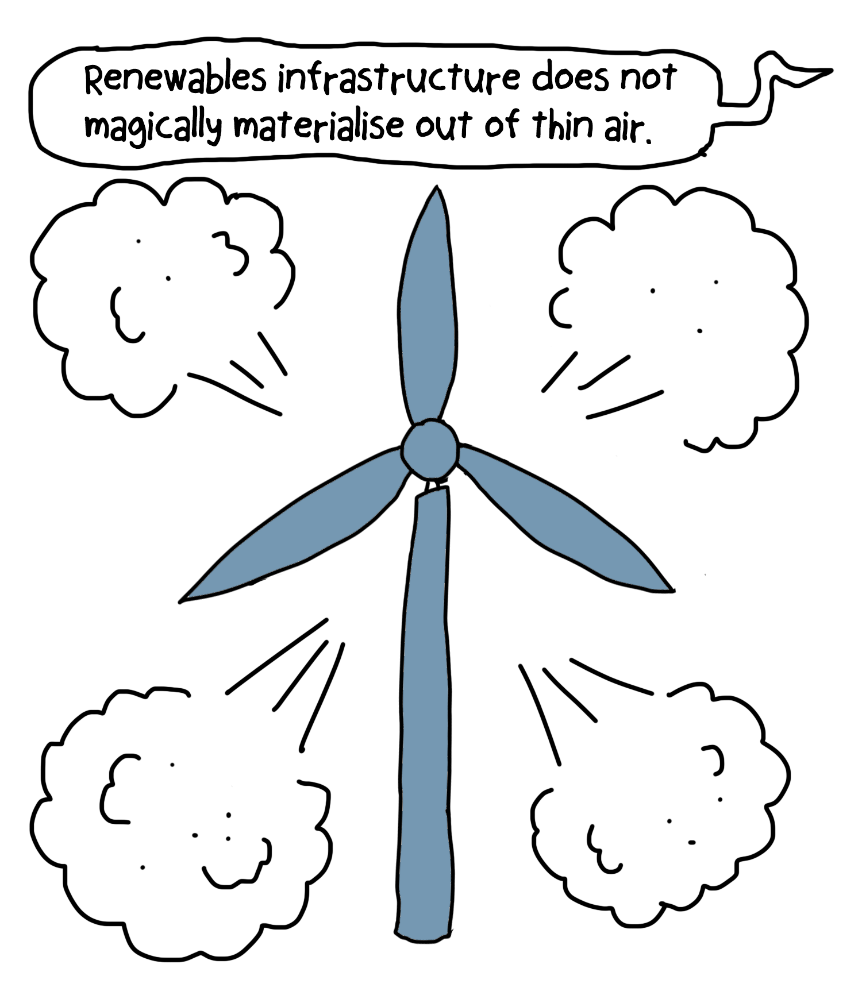 Renewables infrastructure does not
magically materialise out of thin air.